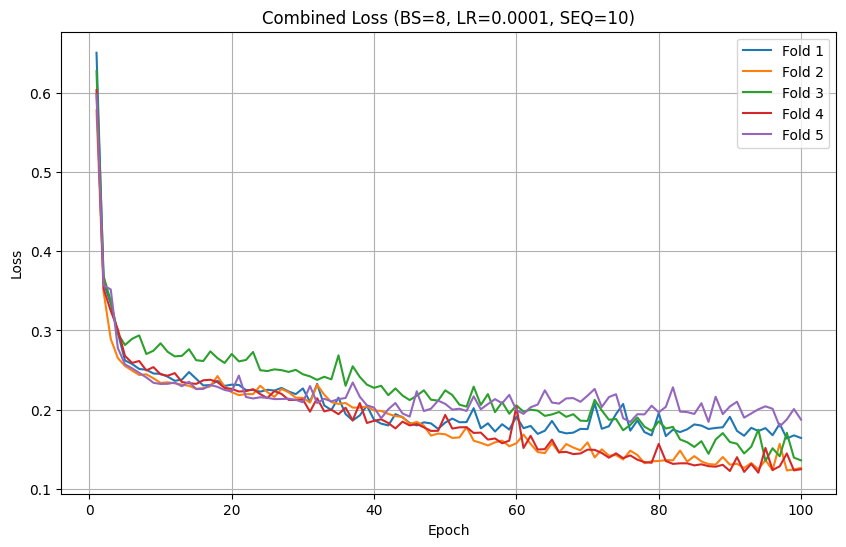 Combined Loss (BS=8, LR=0.0001, SEQ=10)
Fold 1
Fold 2
Fold 3
Fold 4
Fold 5
Loss
0.6
0.5
0.4
0.3
0.2
0.1
0 20 40 60 80 100
Epoch